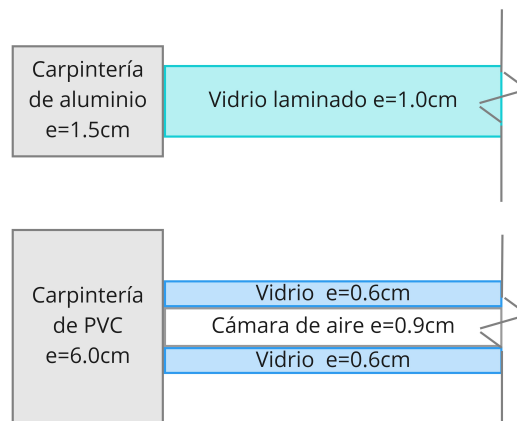 Carpintería
de aluminio
e=1.5cm
Vidrio laminado e=1.0cm
Carpintería
de PVC
e=6.0cm
Vidrio  e=0.6cm
Cámara de aire e=0.9cm
Vidrio  e=0.6cm